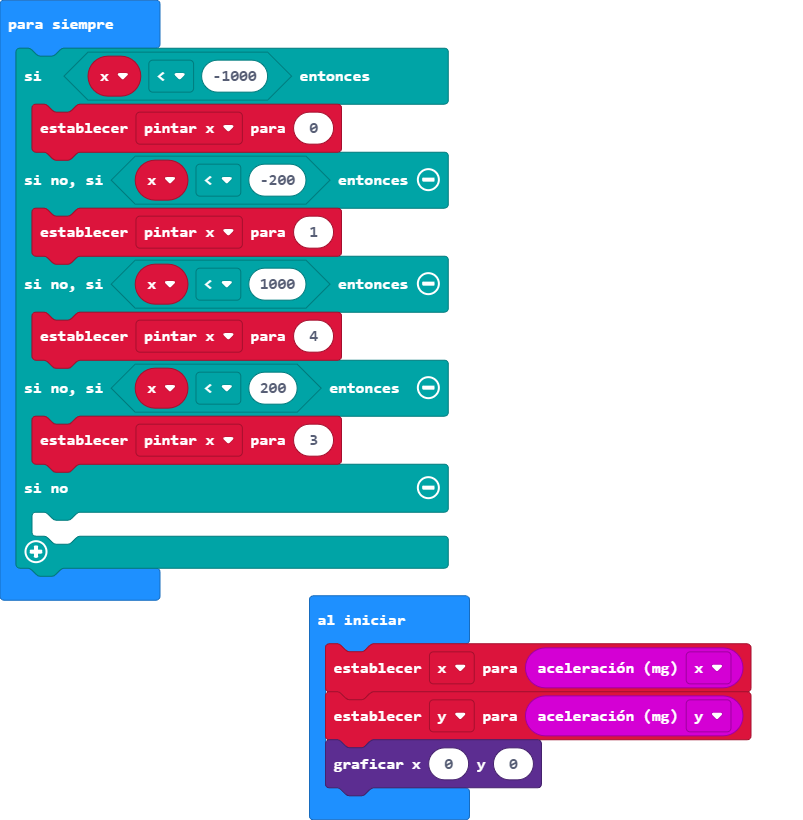 para siempre
si x < -1000 entonces
establecer pintar x para 0
si no, si x < -200 entonces
establecer pintar x para 1
si no, si x < 1000 entonces
establecer pintar x para 4
si no, si x < 200 entonces
establecer pintar x para 3
si no
al iniciar
establecer x para aceleración (mg) x
establecer y para aceleración (mg) y
graficar x 0 y 0